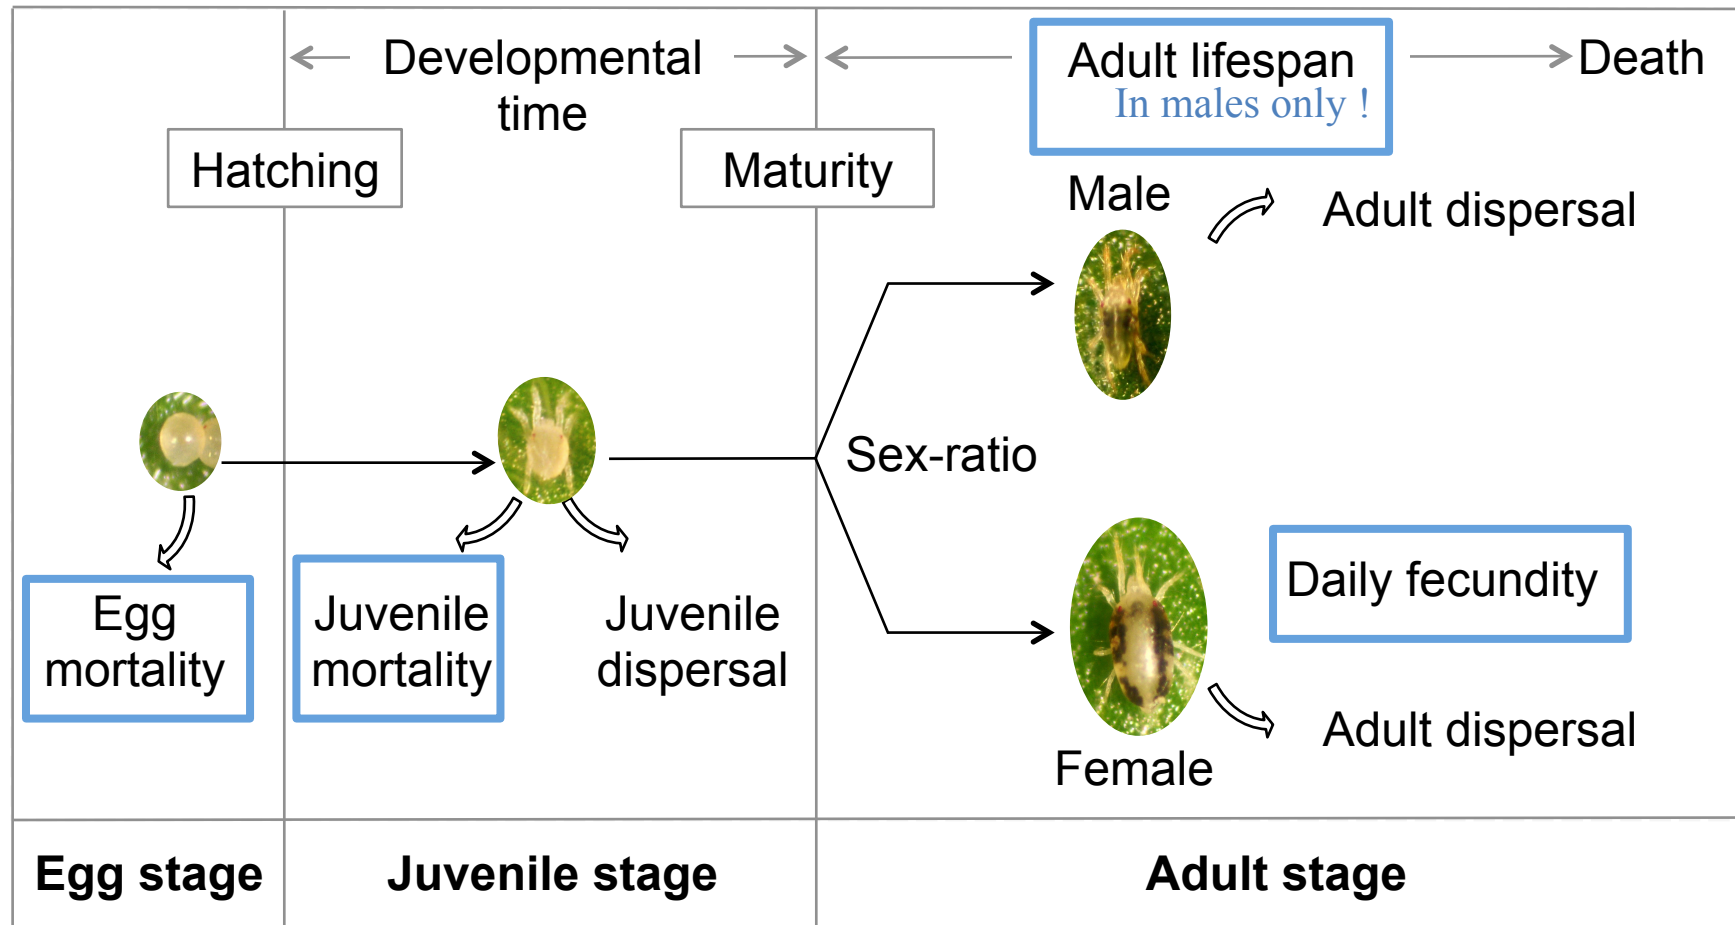 Developmental
time
Adult lifespan
In males only !
Death
Hatching
Maturity
Male
Adult dispersal
Sex-ratio
Egg
mortality
Juvenile
mortality
Juvenile
dispersal
Daily fecundity
Adult dispersal
Female
Egg stage
Juvenile stage
Adult stage